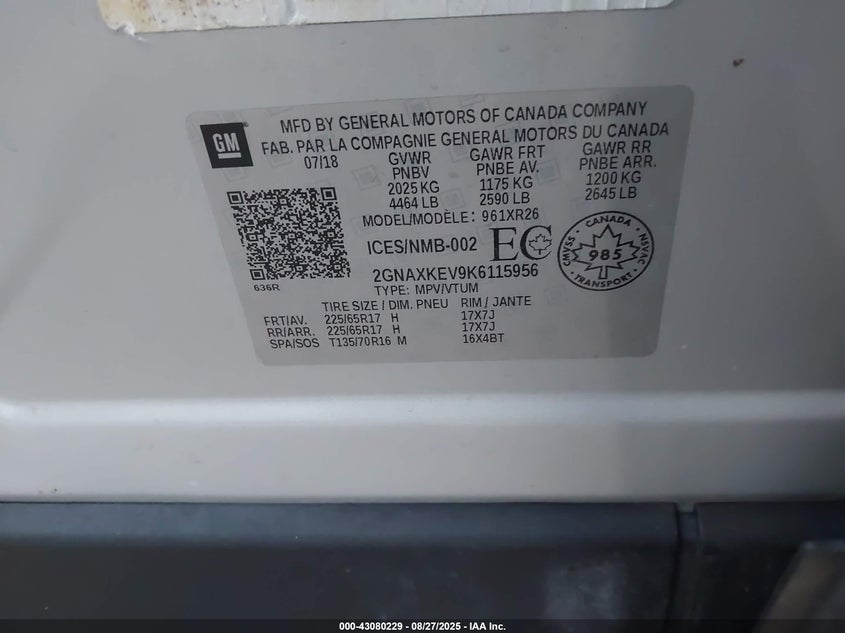 GM
MFD BY GENERAL MOTORS OF CANADA COMPANY
FAB. PAR LA COMPAGNIE GENERAL MOTORS DU CANADA
07/18 GVWR GAWR FRT GAWR RR
PNBV PNBE AV. PNBE ARR.
2025 KG 1175 KG 1200 KG
4464 LB 2590 LB 2645 LB
MODEL/MODÈLE: 961XR26
ICES/NMB-002 EC
CANADA
CMVSS 985 NSVAC
TRANSPORT
2GNAXKEV9K6115956
636R
TYPE: MPV/VTUM
TIRE SIZE / DIM. PNEU RIM / JANTE
FRT/AV. 225/65R17 H 17X7J
RR/ARR. 225/65R17 H 17X7J
SPA/SOS T135/70R16 M 16X4BT
000-43080229 - 08/27/2025 - IAA Inc.